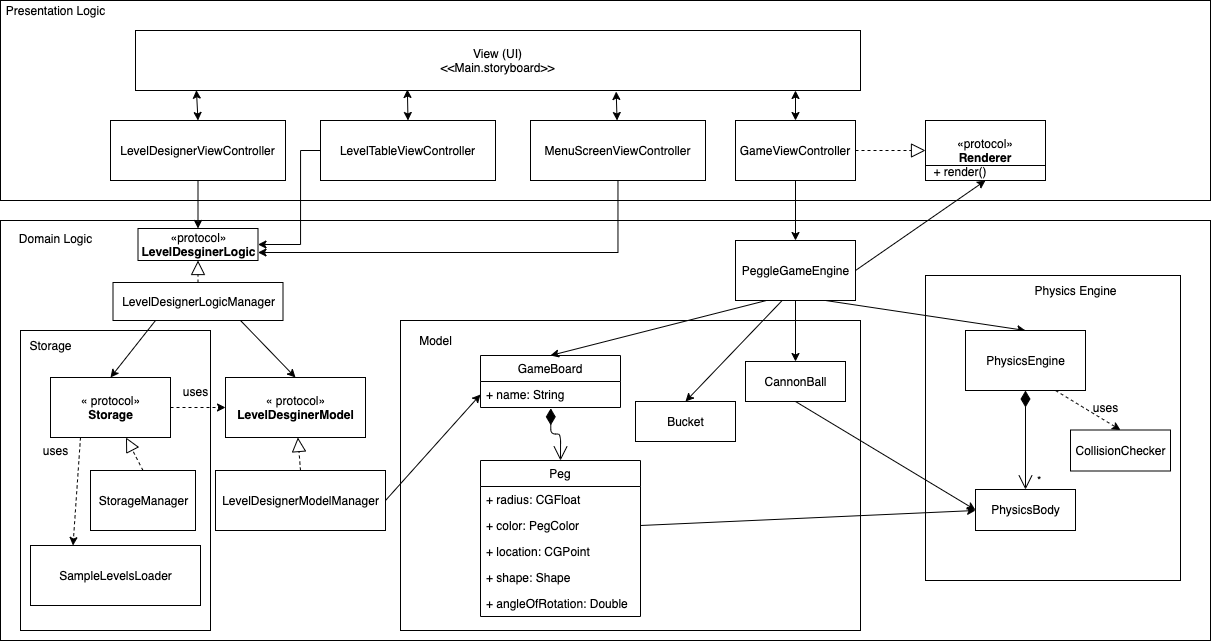 Presentation Logic
View (UI)
<<Main.storyboard>>
LevelDesignerViewController
LevelTableViewController
MenuScreenViewController
GameViewController
«protocol»
Renderer
+ render()
Domain Logic
«protocol»
LevelDesginerLogic
LevelDesignerLogicManager
PeggleGameEngine
Physics Engine
Storage
Model
GameBoard
+ name: String
CannonBall
PhysicsEngine
« protocol»
Storage
uses
« protocol»
LevelDesginerModel
Bucket
uses
CollisionChecker
uses
StorageManager
LevelDesignerModelManager
Peg
+ radius: CGFloat
+ color: PegColor
+ location: CGPoint
+ shape: Shape
+ angleOfRotation: Double
*
PhysicsBody
SampleLevelsLoader